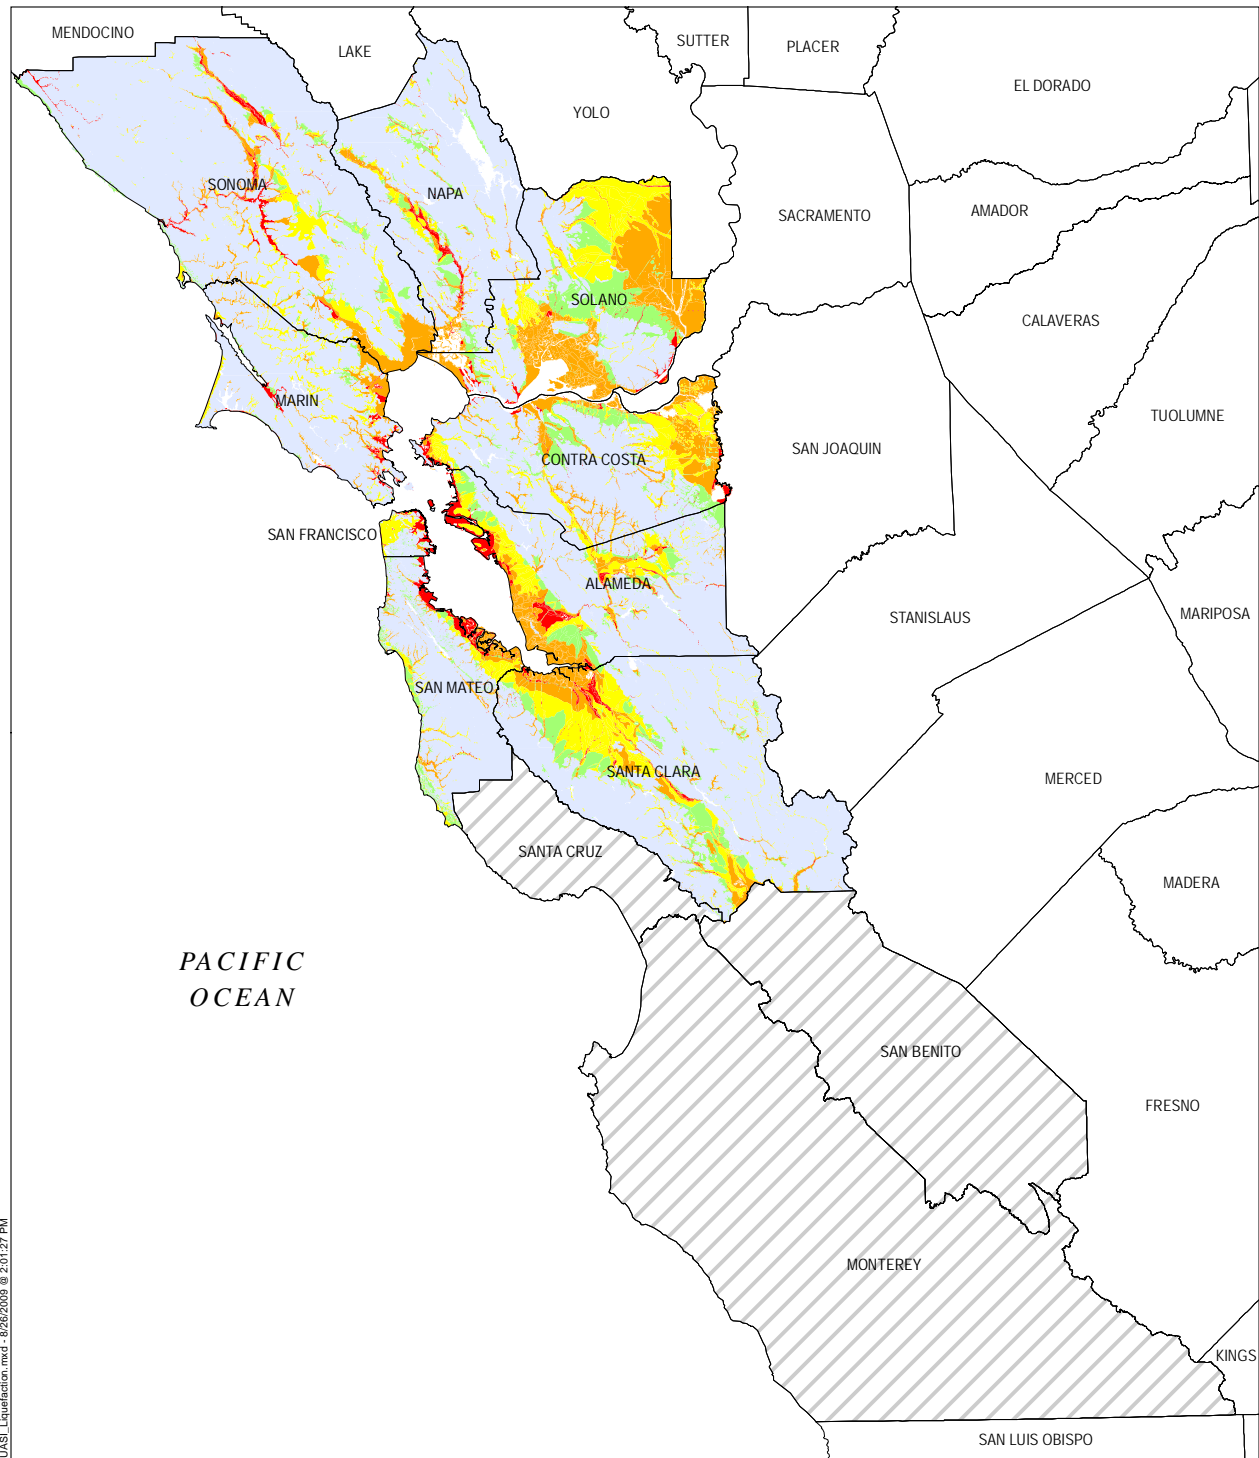 MENDOCINO
LAKE
SUTTER
PLACER
EL DORADO
YOLO
SONOMA
NAPA
SACRAMENTO
AMADOR
SOLANO
CALAVERAS
MARIN
TUOLUMNE
CONTRA COSTA
SAN JOAQUIN
SAN FRANCISCO
ALAMEDA
STANISLAUS
MARIPOSA
SAN MATEO
SANTA CLARA
MERCED
SANTA CRUZ
MADERA
PACIFIC
OCEAN
SAN BENITO
FRESNO
MONTEREY
KINGS
SAN LUIS OBISPO
UASI_Liquefaction.mxd - 8/26/2009 @ 2:01:27 PM